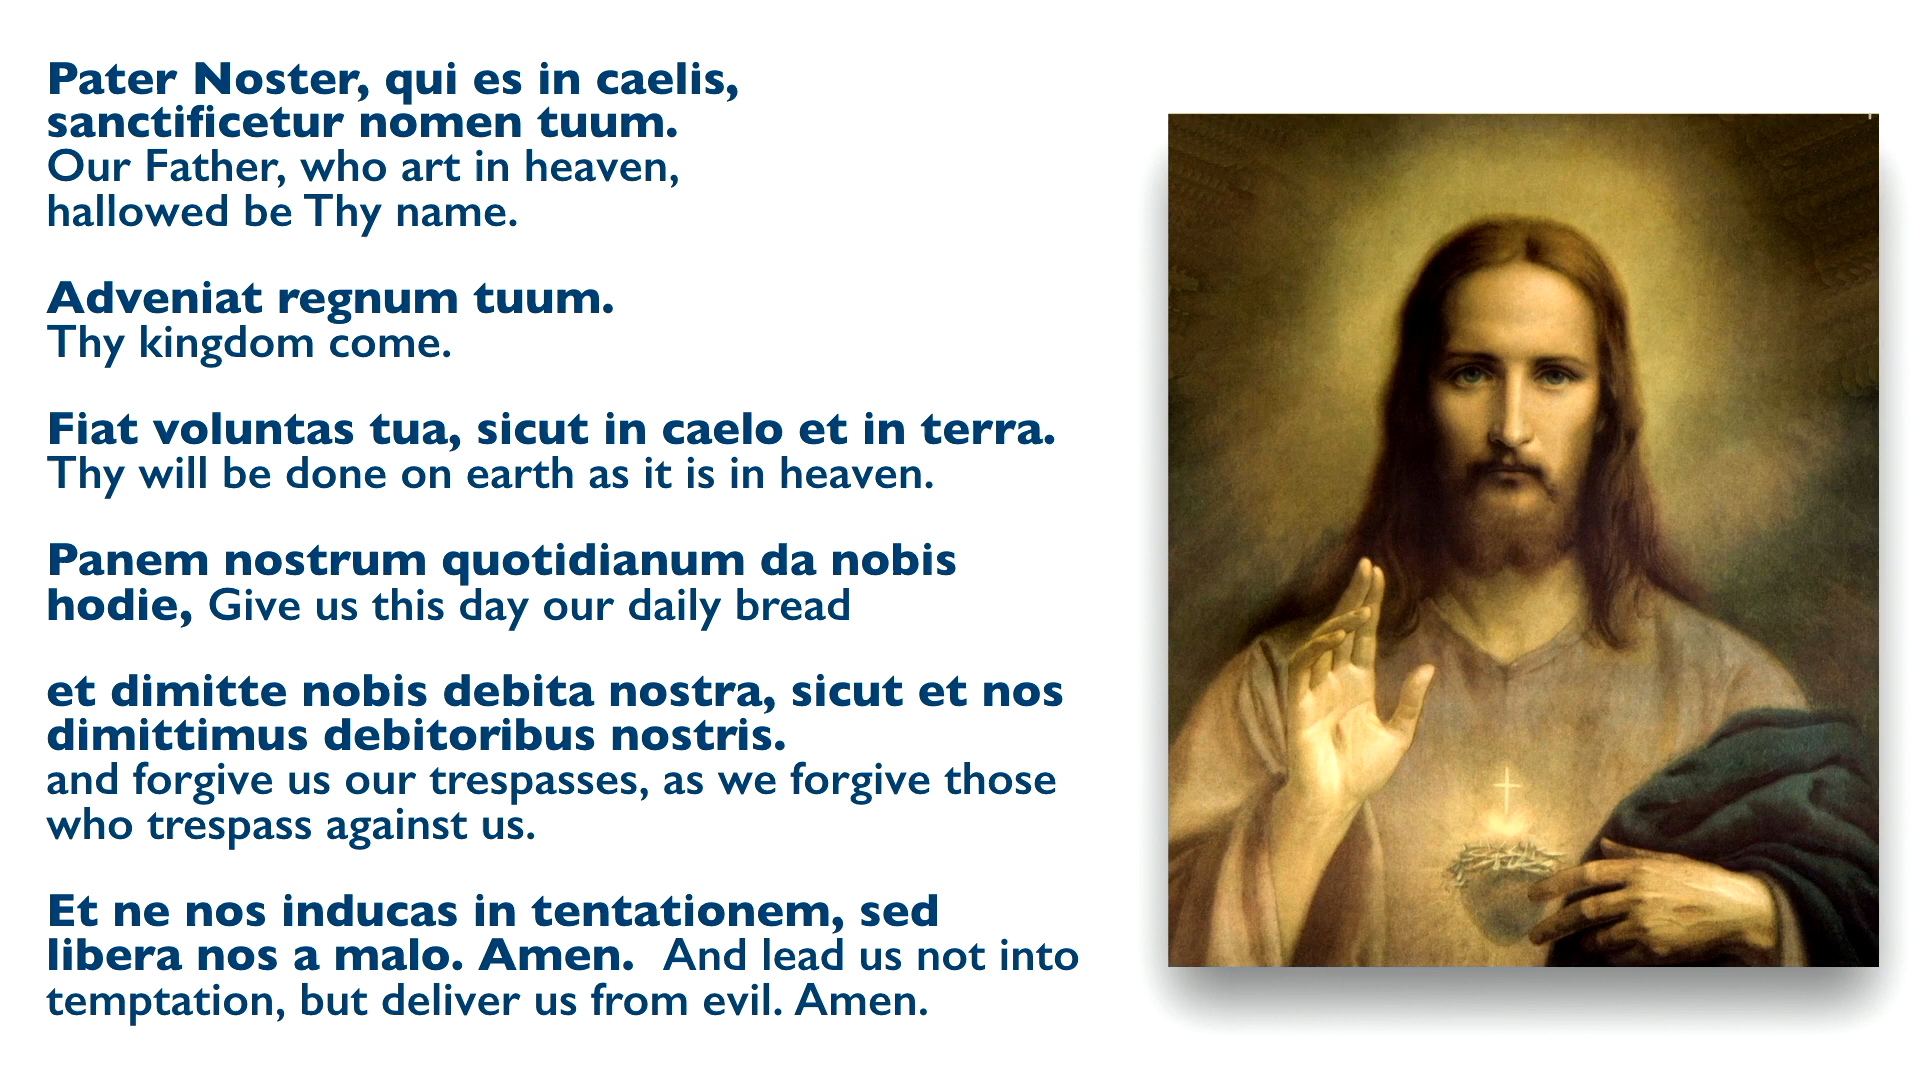 Pater Noster, qui es in caelis,
sanctificetur nomen tuum.
Our Father, who art in heaven,
hallowed be Thy name.
Adveniat regnum tuum.
Thy kingdom come.
Fiat voluntas tua, sicut in caelo et in terra.
Thy will be done on earth as it is in heaven.
Panem nostrum quotidianum da nobis
hodie, Give us this day our daily bread
et dimitte nobis debita nostra, sicut et nos
dimittimus debitoribus nostris.
and forgive us our trespasses, as we forgive those
who trespass against us.
Et ne nos inducas in tentationem, sed
libera nos a malo. Amen.  And lead us not into
temptation, but deliver us from evil. Amen.